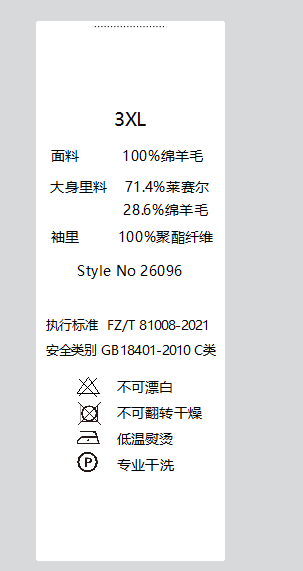 3XL
面料 100%绵羊毛
大身里料 71.4%莱赛尔
28.6%绵羊毛
袖里 100%聚酯纤维
Style No 26096
执行标准 FZ/T 81008-2021
安全类别 GB18401-2010 C类
不可漂白
不可翻转干燥
低温熨烫
P 专业干洗